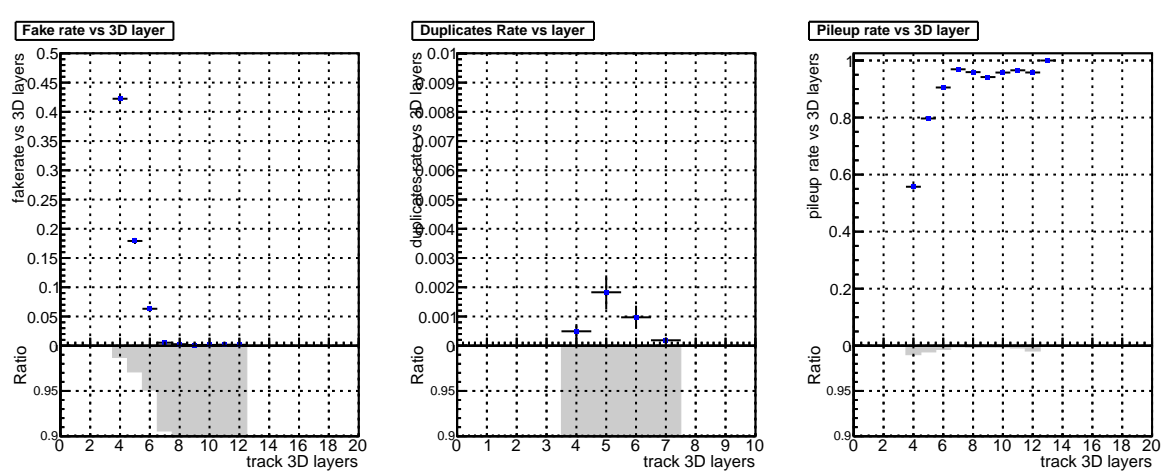 Fake rate vs 3D layer
fakerate vs 3D layers
0.5
0.45
0.4
0.35
0.3
0.25
0.2
0.15
0.1
0.05
0
Ratio
0.95
0.9
0 2 4 6 8 10 12 14 16 18 20
track 3D layers
Duplicates Rate vs layer
duplicates rate vs 3D layers
0.01
0.009
0.008
0.007
0.006
0.005
0.004
0.003
0.002
0.001
0
Ratio
0.95
0.9
0 1 2 3 4 5 6 7 8 9 10
track 3D layers
Pileup rate vs 3D layer
pileup rate vs 3D layers
1
0.8
0.6
0.4
0.2
0
Ratio
0.95
0.9
0 2 4 6 8 10 12 14 16 18 20
track 3D layers